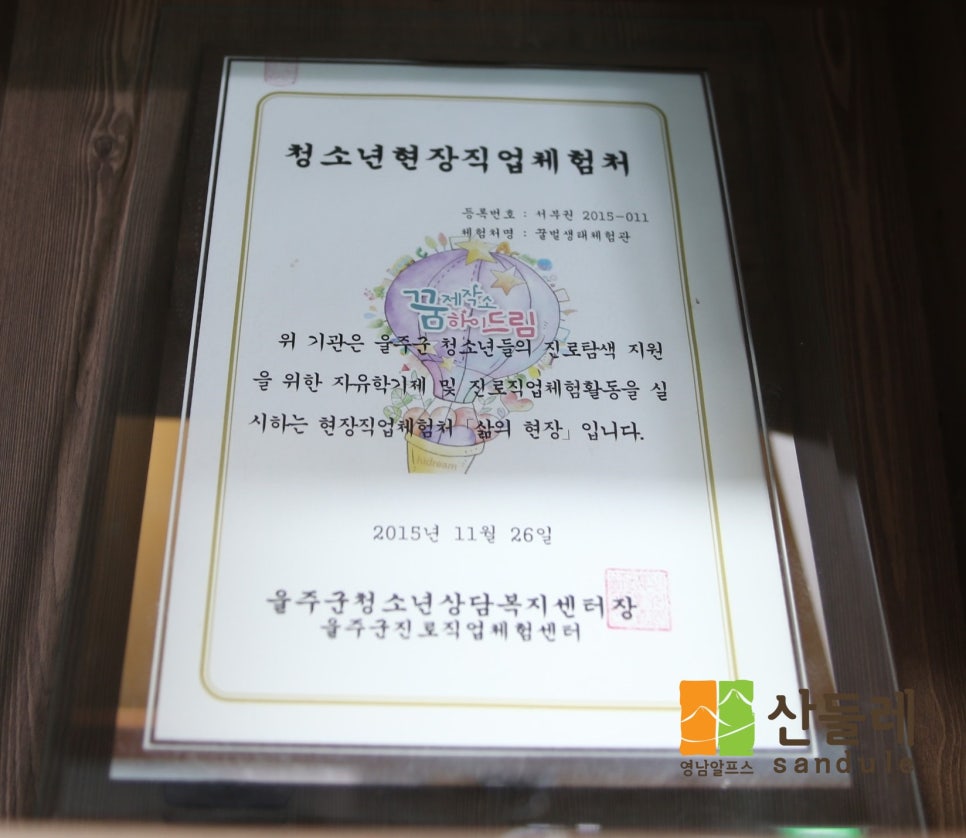 청소년현장직업체험처
등록번호 : 서부권 2015-011
체험처명 : 꿀벌생태체험관
꿈제작소
하이드림
위 기관은 울주군 청소년들의 진로탐색 지원
을 위한 자유학기제 및 진로직업체험활동을 실
시하는 현장직업체험처「삶의 현장」입니다.
hidream
2015년 11월 26일
울주군청소년상담복지센터장
울주군진로직업체험센터
산들레
영남알프스 sandule